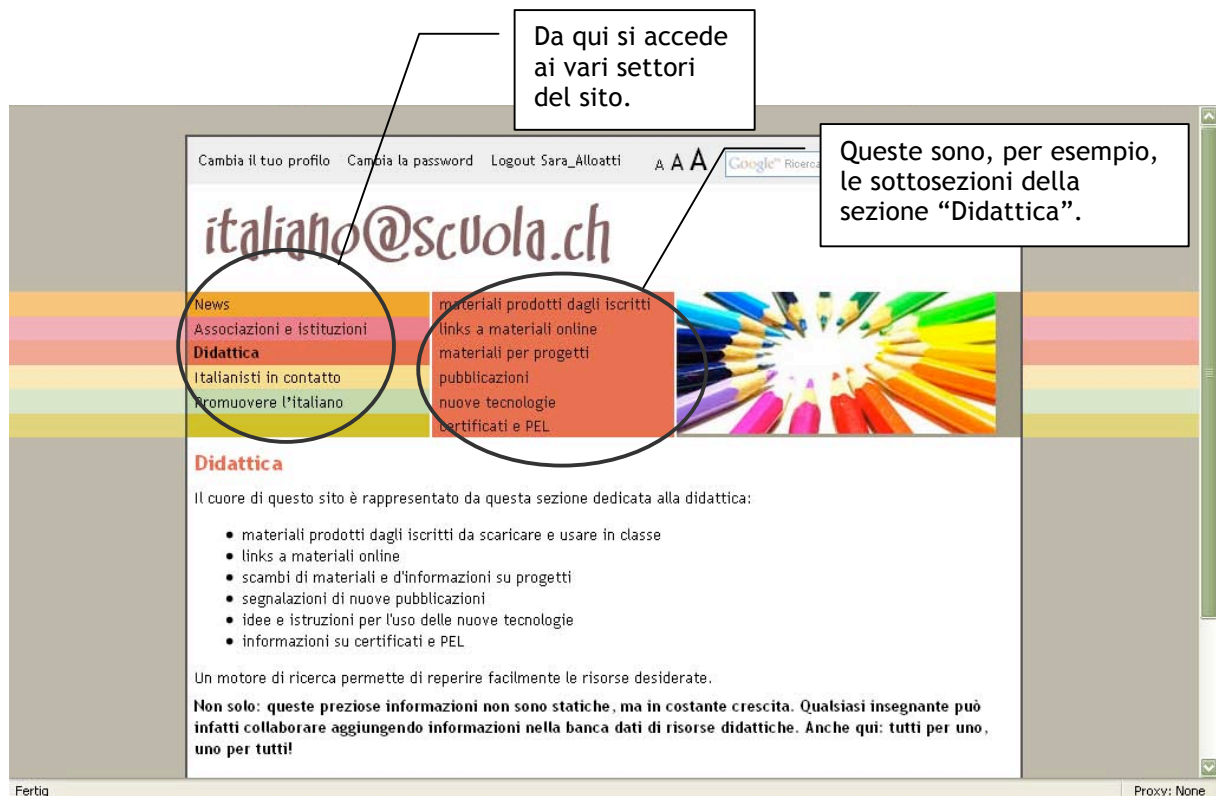 Da qui si accede
ai vari settori
del sito.
Queste sono, per esempio,
le sottosezioni della
sezione “Didattica”.
Cambia il tuo profilo Cambia la password Logout Sara_Alloatti A A A Google™ Ricerca
italiano@scuola.ch
News
Associazioni e istituzioni
Didattica
Italianisti in contatto
Promuovere l'italiano
materiali prodotti dagli iscritti
links a materiali online
materiali per progetti
pubblicazioni
nuove tecnologie
certificati e PEL
Didattica
Il cuore di questo sito è rappresentato da questa sezione dedicata alla didattica:
• materiali prodotti dagli iscritti da scaricare e usare in classe
• links a materiali online
• scambi di materiali e d'informazioni su progetti
• segnalazioni di nuove pubblicazioni
• idee e istruzioni per l'uso delle nuove tecnologie
• informazioni su certificati e PEL
Un motore di ricerca permette di reperire facilmente le risorse desiderate.
Non solo: queste preziose informazioni non sono statiche, ma in costante crescita. Qualsiasi insegnante può
infatti collaborare aggiungendo informazioni nella banca dati di risorse didattiche. Anche qui: tutti per uno,
uno per tutti!
Fertig
Proxy: None